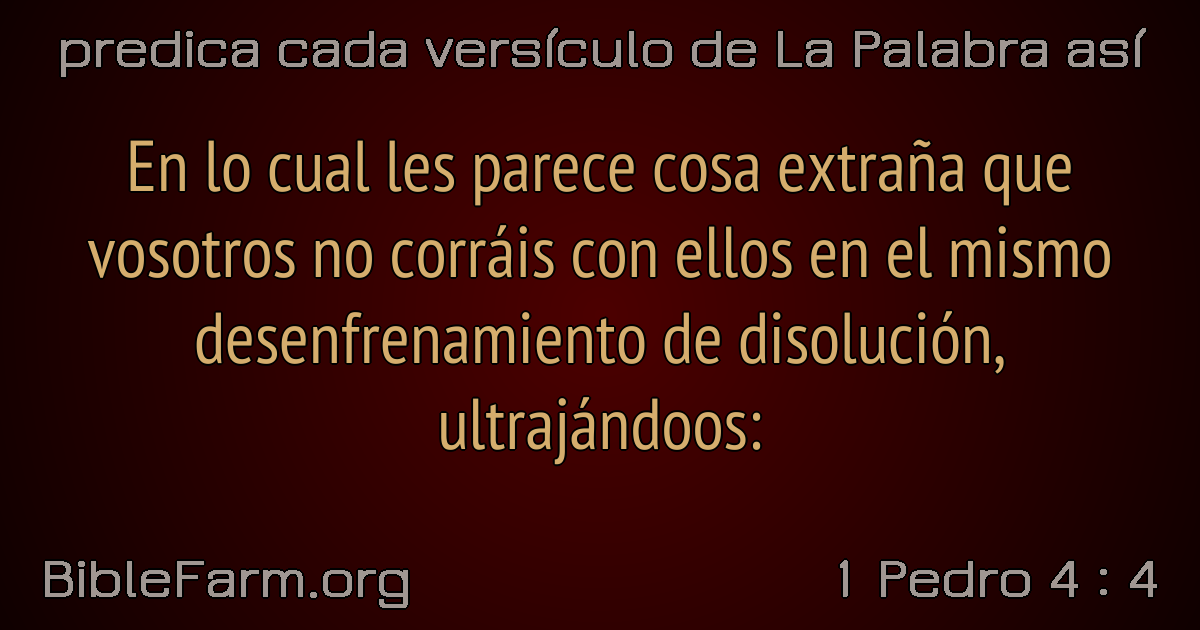 predica cada versículo de La Palabra así
En lo cual les parece cosa extraña que
vosotros no corráis con ellos en el mismo
desenfrenamiento de disolución,
ultrajándoos:
BibleFarm.org
1 Pedro 4 : 4